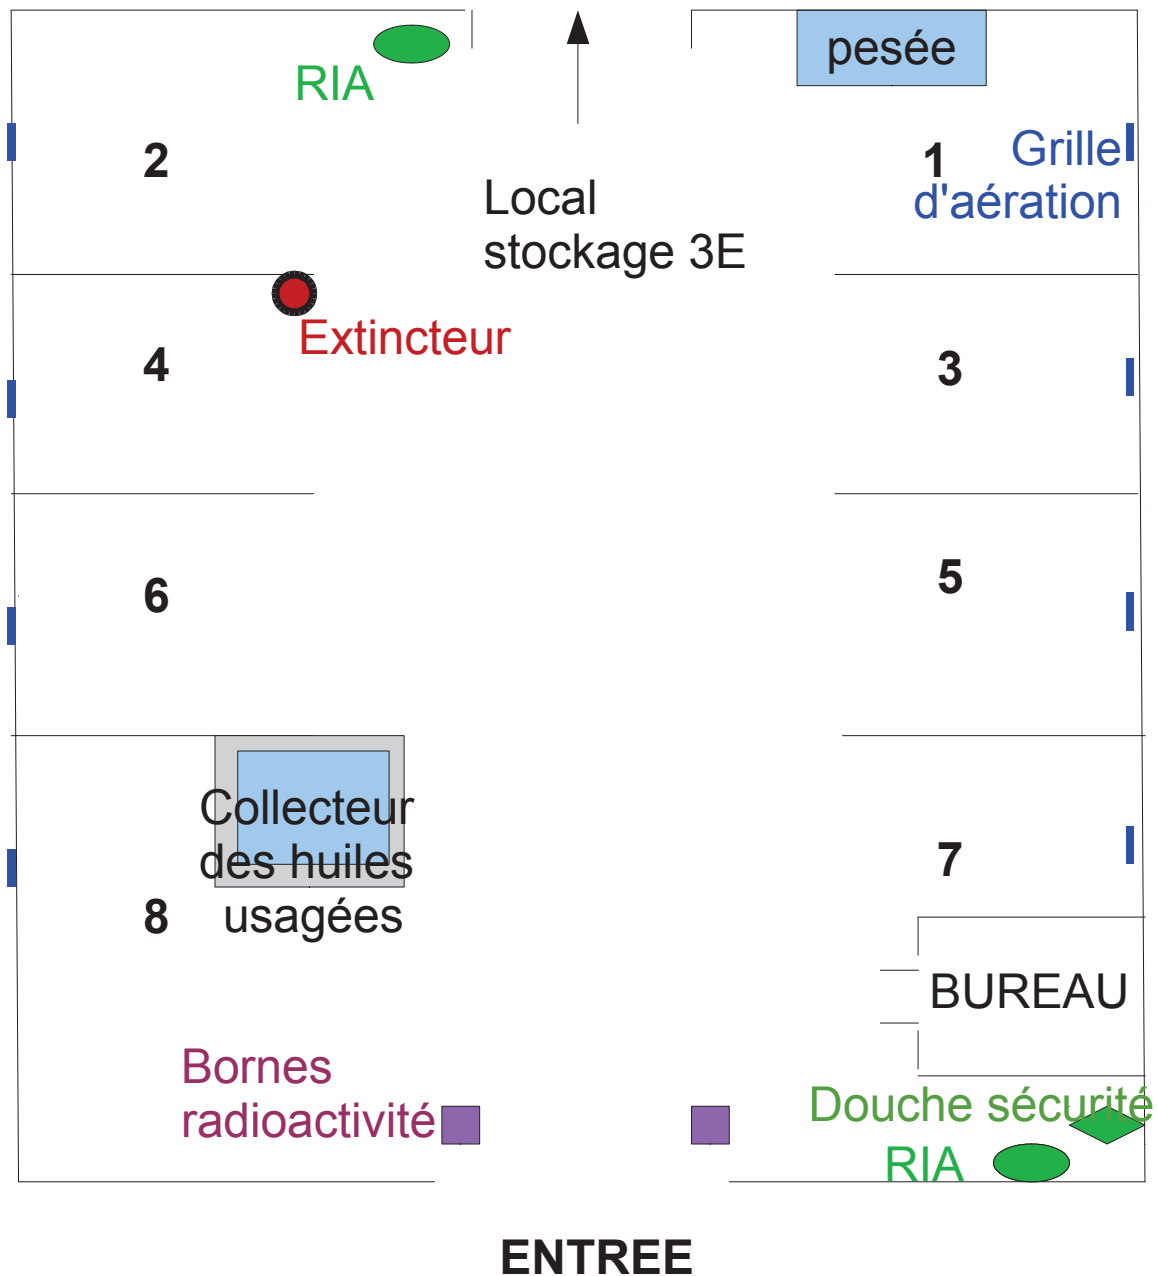 pesée
RIA
2
1
Grille
d'aération
Local
stockage 3E
Extincteur
4
3
6
5
Collecteur
des huiles
usagées
8
7
BUREAU
Bornes
radioactivité
Douche sécurité
RIA
ENTREE